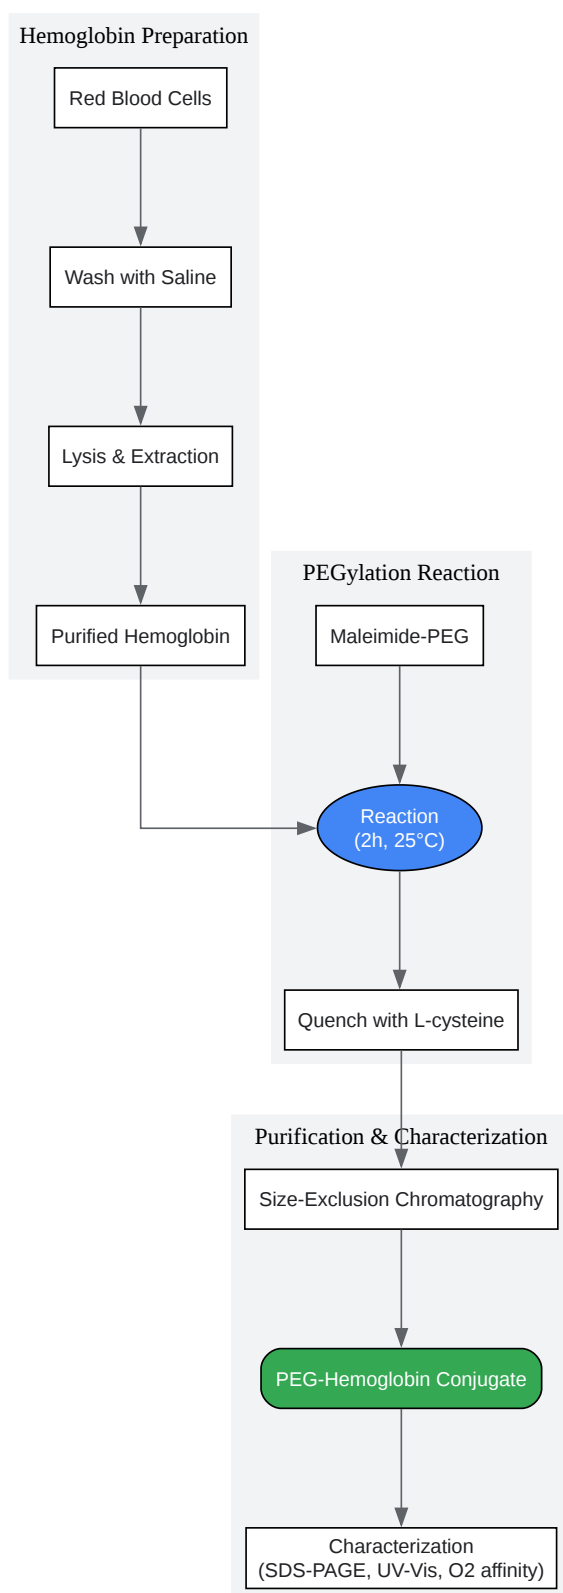 Hemoglobin Preparation
Red Blood Cells
Wash with Saline
Lysis & Extraction
Purified Hemoglobin
PEGylation Reaction
Maleimide-PEG
Reaction
(2h, 25°C)
Quench with L-cysteine
Purification & Characterization
Size-Exclusion Chromatography
PEG-Hemoglobin Conjugate
Characterization
(SDS-PAGE, UV-Vis, O2 affinity)